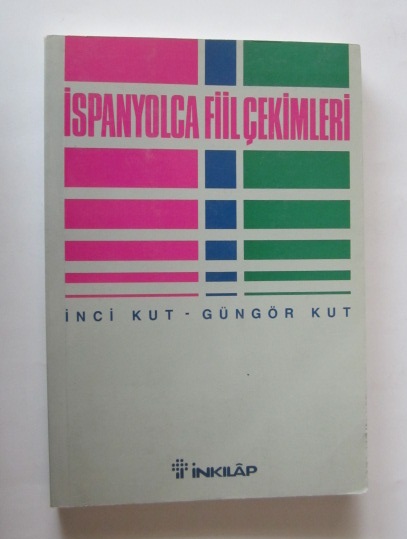 İSPANYOLCA FİİL ÇEKİMLERİ
İNCİ KUT - GÜNGÖR KUT
İNKILÂP